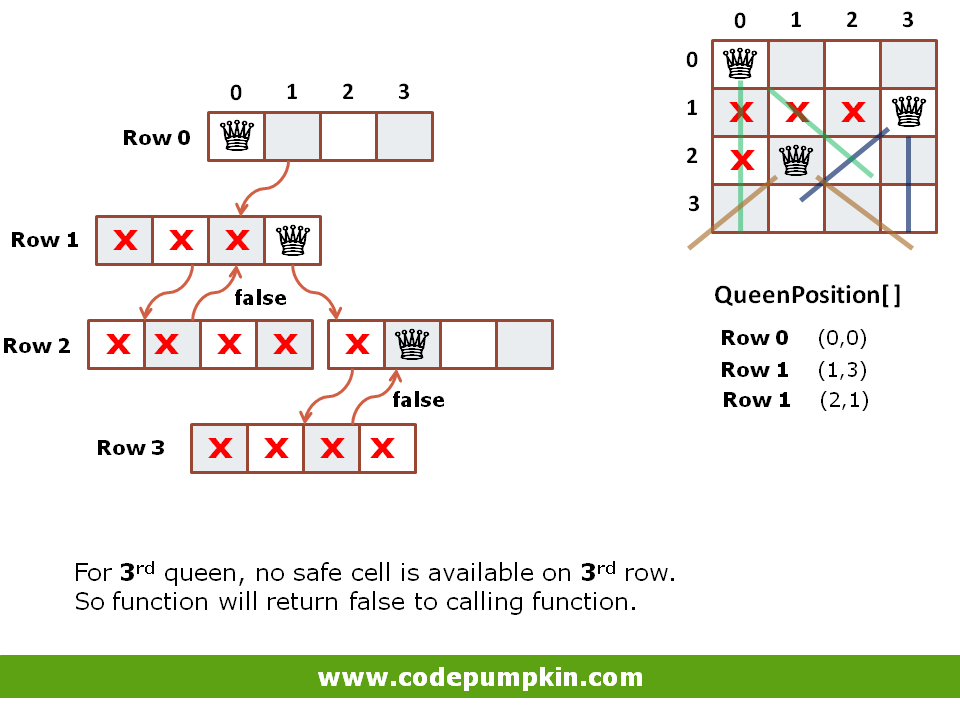 0 1 2 3
Row 0
Row 1 X X X
false
Row 2 X X X X X
false
Row 3 X X X X
0 1 2 3
0
1 X X X
2 X
3
QueenPosition[]
Row 0 (0,0)
Row 1 (1,3)
Row 1 (2,1)
For 3rd queen, no safe cell is available on 3rd row.
So function will return false to calling function.
www.codepumpkin.com